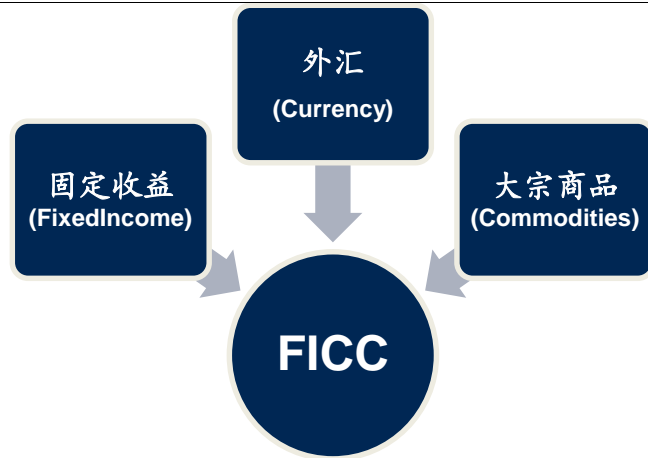 外汇
(Currency)
固定收益
(FixedIncome)
大宗商品
(Commodities)
FICC